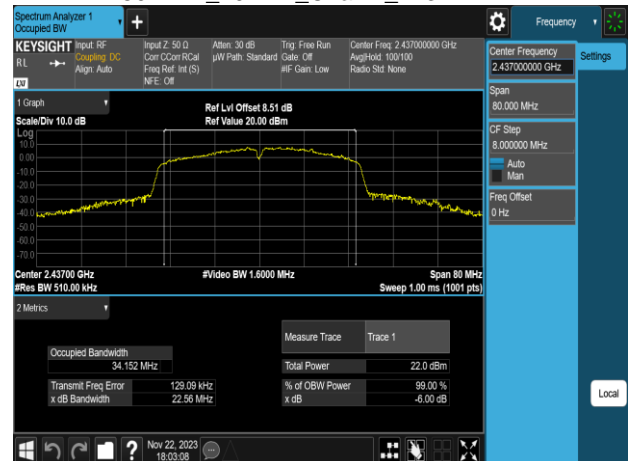 Spectrum Analyzer 1
Occupied BW
+
Frequency
KEYSIGHT
RL
LXI
Input: RF
Coupling: DC
Align: Auto
Input Z: 50 Ω
Corr CCorr RCal
Freq Ref: Int (S)
NFE: Off
Atten: 30 dB
µW Path: Standard
Trig: Free Run
Gate: Off
#IF Gain: Low
Center Freq: 2.437000000 GHz
Avg|Hold: 100/100
Radio Std: None
Center Frequency
2.437000000 GHz
Settings
Span
80.000 MHz
CF Step
8.000000 MHz
Auto
Man
Freq Offset
0 Hz
Local
1 Graph
Scale/Div 10.0 dB
Ref Lvl Offset 8.51 dB
Ref Value 20.00 dBm
Log
10.0
0.00
-10.0
-20.0
-30.0
-40.0
-50.0
-60.0
-70.0
Center 2.43700 GHz
#Video BW 1.6000 MHz
Span 80 MHz
#Res BW 510.00 kHz
Sweep 1.00 ms (1001 pts)
2 Metrics
Measure Trace Trace 1
Occupied Bandwidth
34.152 MHz
Total Power 22.0 dBm
Transmit Freq Error 129.09 kHz
% of OBW Power 99.00 %
x dB Bandwidth 22.56 MHz
x dB -6.00 dB
?
Nov 22, 2023
18:03:08